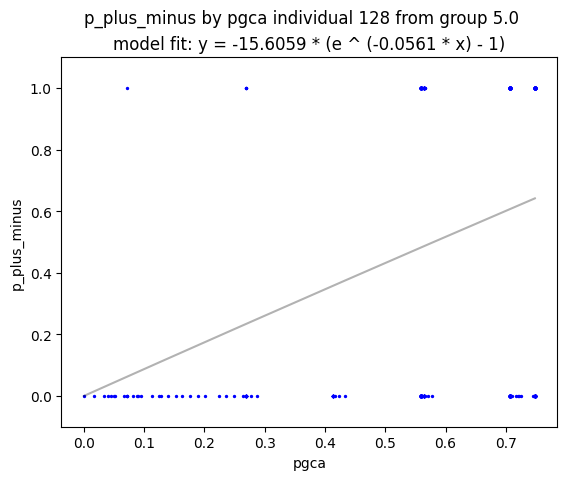 p_plus_minus by pgca individual 128 from group 5.0
model fit: y = -15.6059 * (e ^ (-0.0561 * x) - 1)
1.0
0.8
0.6
0.4
0.2
0.0
p_plus_minus
0.0 0.1 0.2 0.3 0.4 0.5 0.6 0.7
pgca